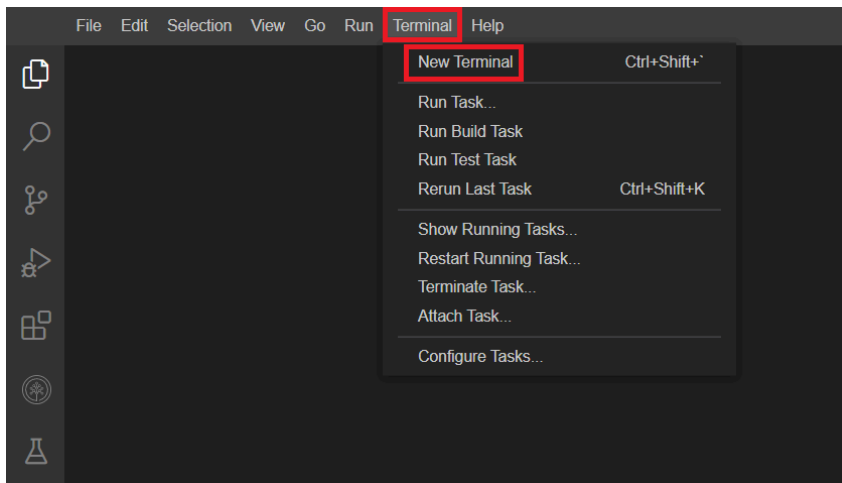 File Edit Selection View Go Run Terminal Help
New Terminal Ctrl+Shift+`
Run Task...
Run Build Task
Run Test Task
Rerun Last Task Ctrl+Shift+K
Show Running Tasks...
Restart Running Task...
Terminate Task...
Attach Task...
Configure Tasks...